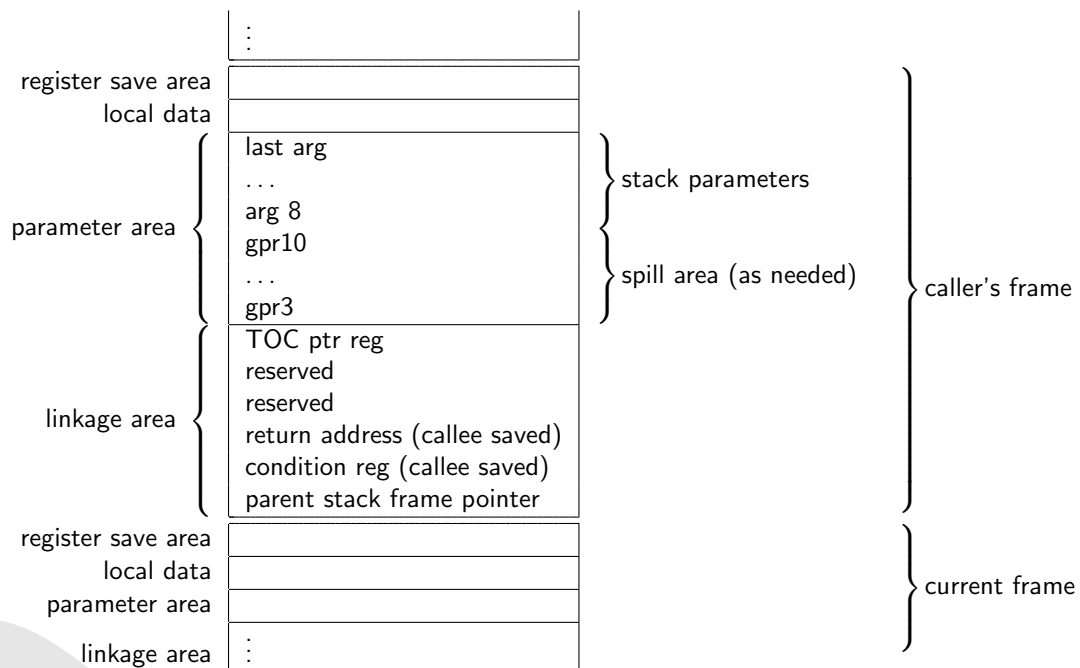 ⋮
register save area
local data
parameter area
last arg
. . .
arg 8
gpr10
. . .
gpr3
stack parameters
spill area (as needed)
caller's frame
linkage area
TOC ptr reg
reserved
reserved
return address (callee saved)
condition reg (callee saved)
parent stack frame pointer
register save area
local data
parameter area
linkage area
⋮
current frame